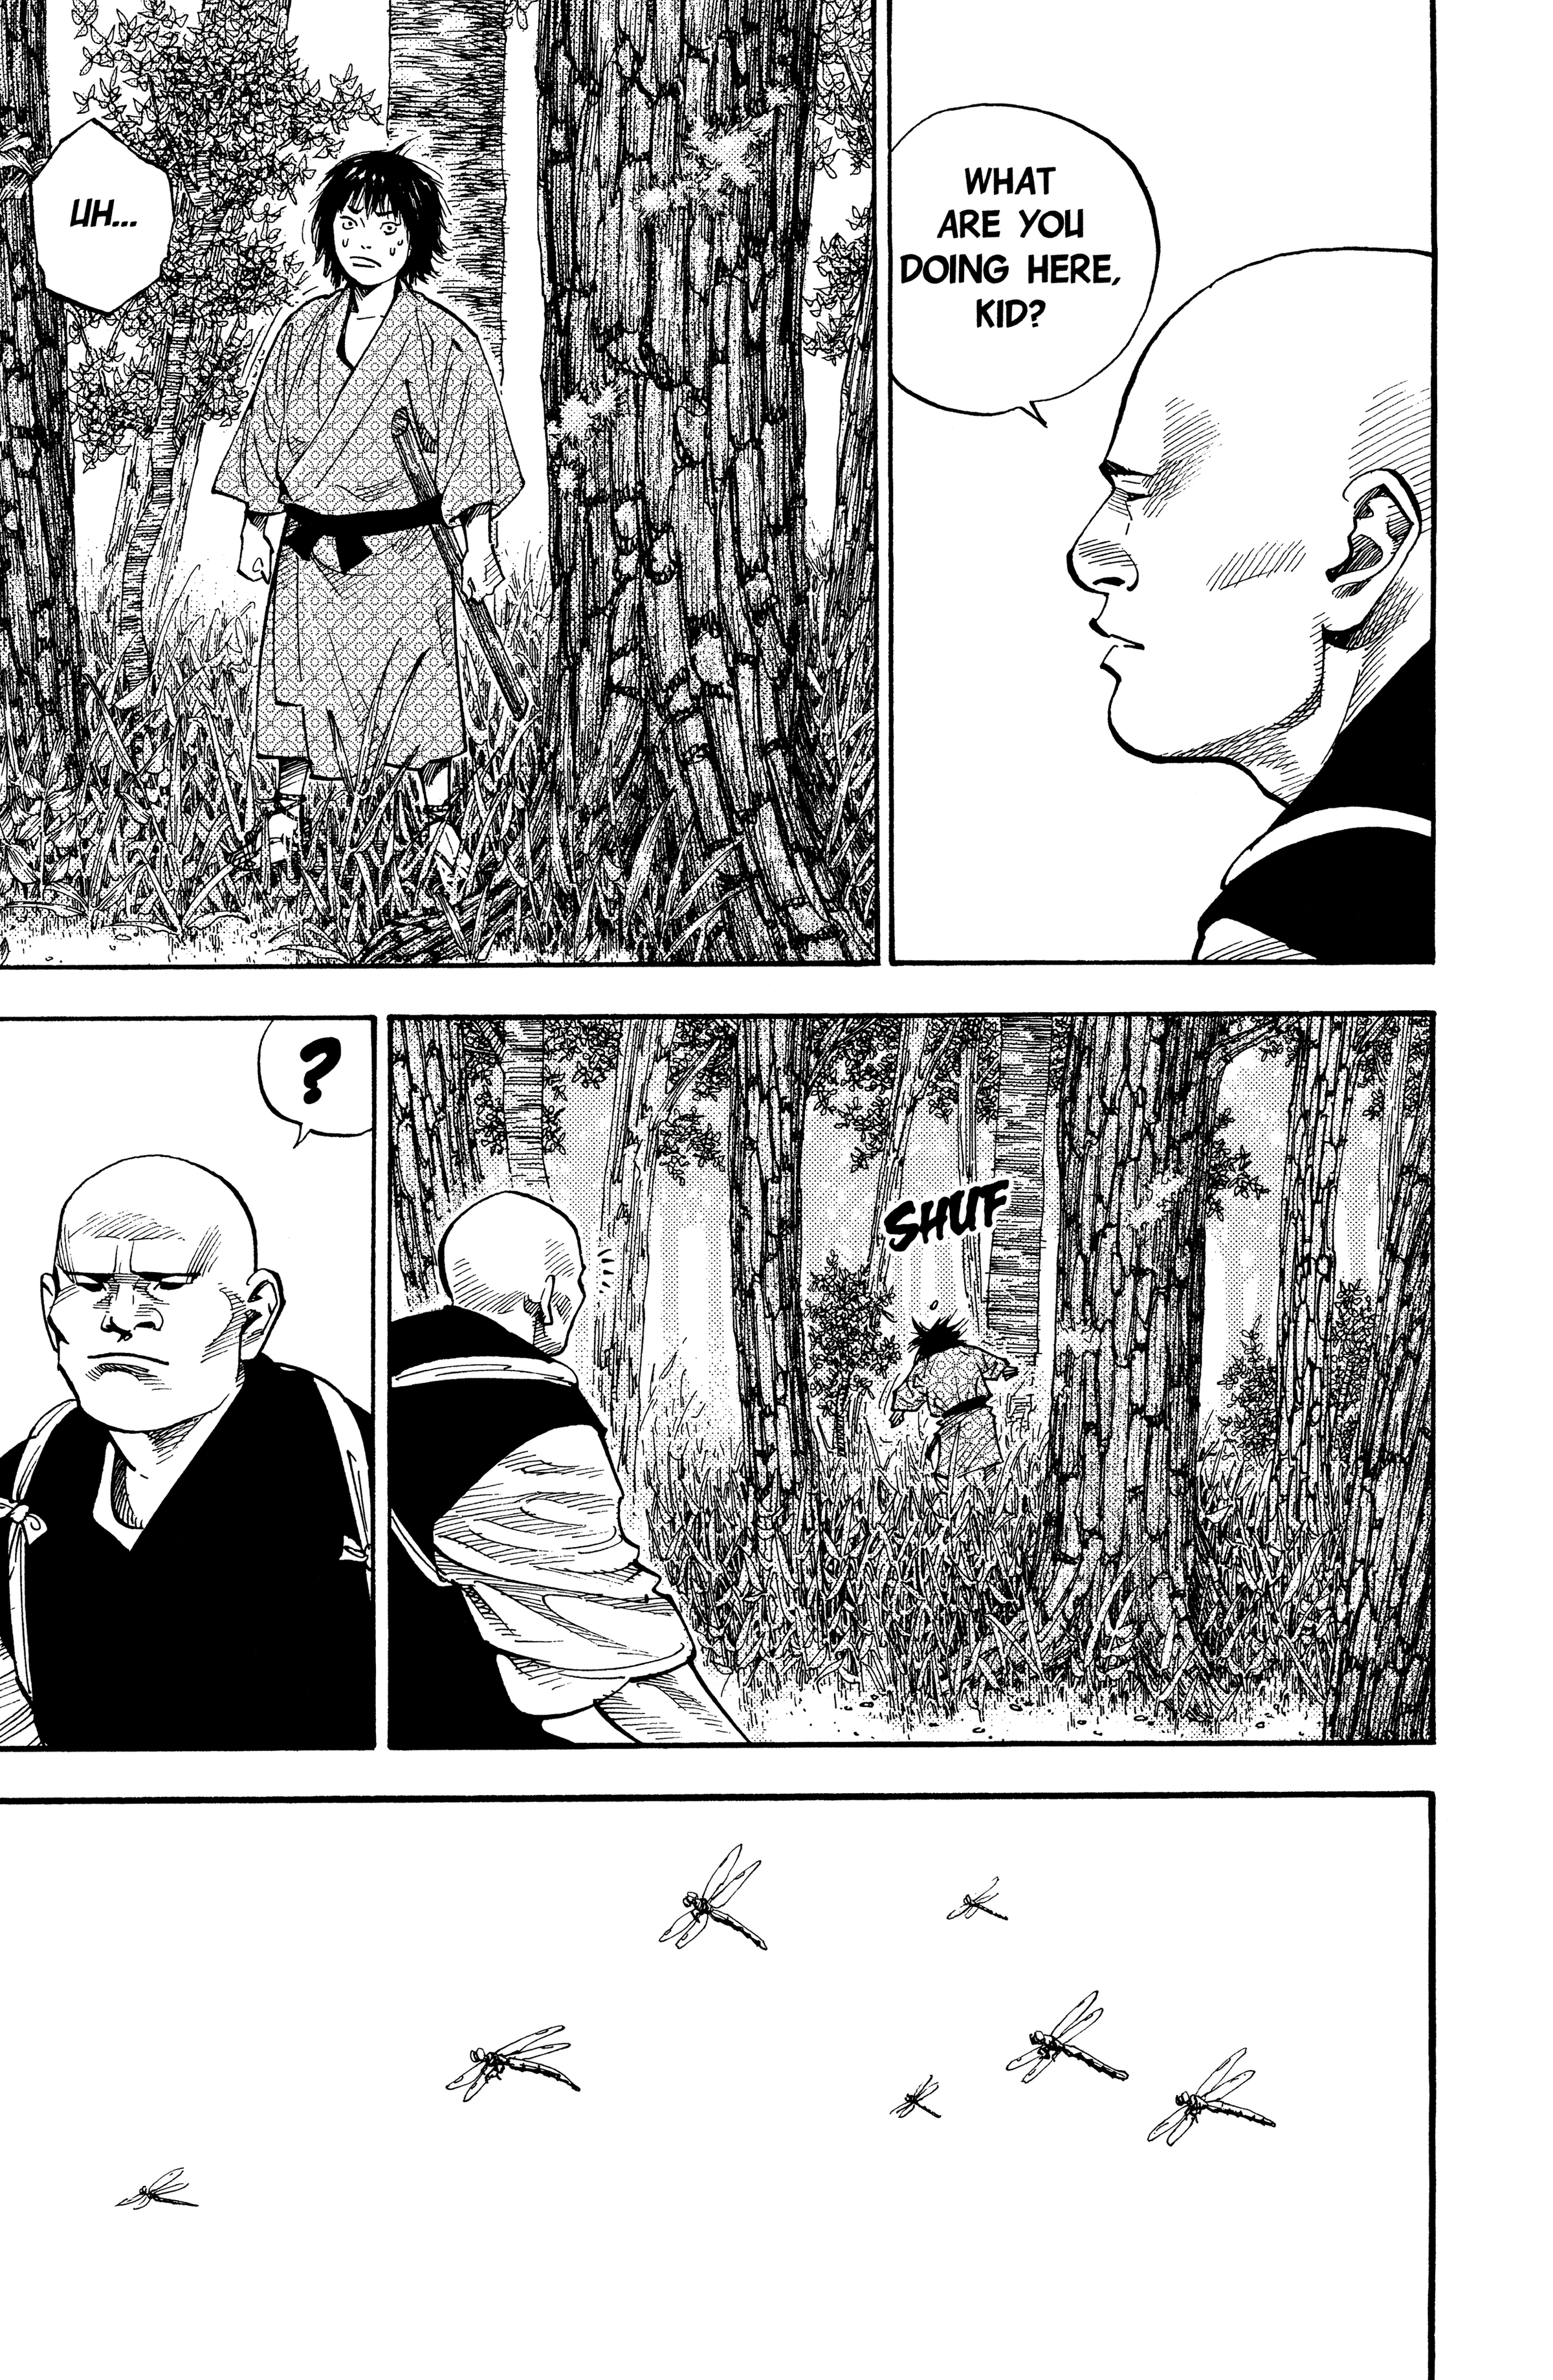 WHAT
ARE YOU
DOING HERE,
KID?
UH...
SHUF
?